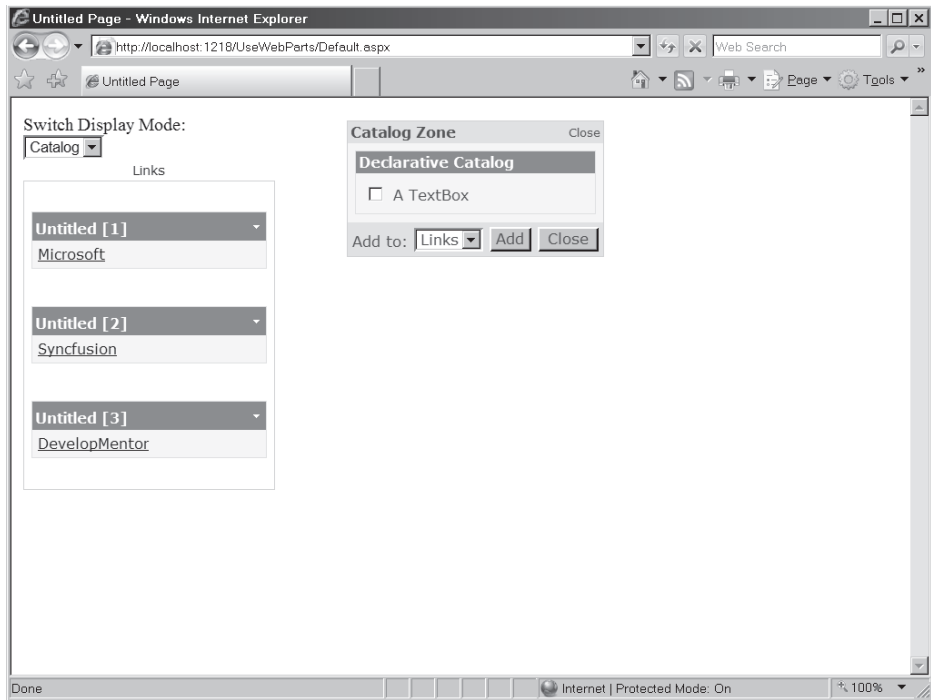 Untitled Page - Windows Internet Explorer
http://localhost:1218/UseWebParts/Default.aspx
Web Search
Untitled Page
Page
Tools
»
Switch Display Mode:
Catalog
Links
Untitled [1]
Microsoft
Untitled [2]
Syncfusion
Untitled [3]
DevelopMentor
Catalog Zone
Close
Declarative Catalog
A TextBox
Add to:
Links
Add
Close
Done
Internet | Protected Mode: On
100%